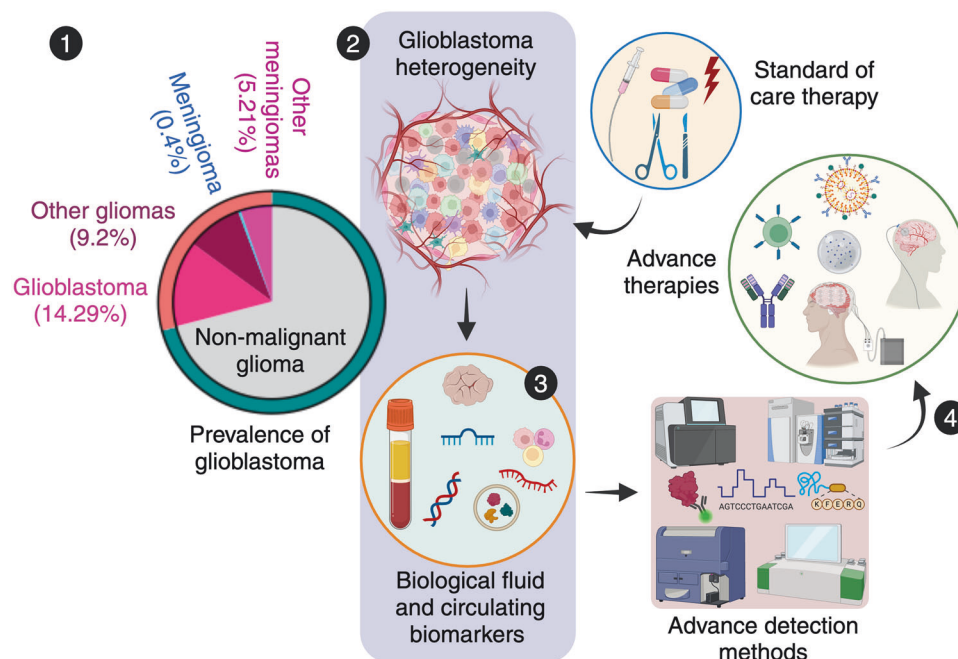 1
Other
meningiomas
(5.21%)
Meningioma
(0.4%)
Other gliomas
(9.2%)
Glioblastoma
(14.29%)
Non-malignant
glioma
Prevalence of
glioblastoma
2
Glioblastoma
heterogeneity
3
Biological fluid
and circulating
biomarkers
Standard of
care therapy
Advance
therapies
4
AGTCCCTGAATCGA
K F E R Q
Advance detection
methods